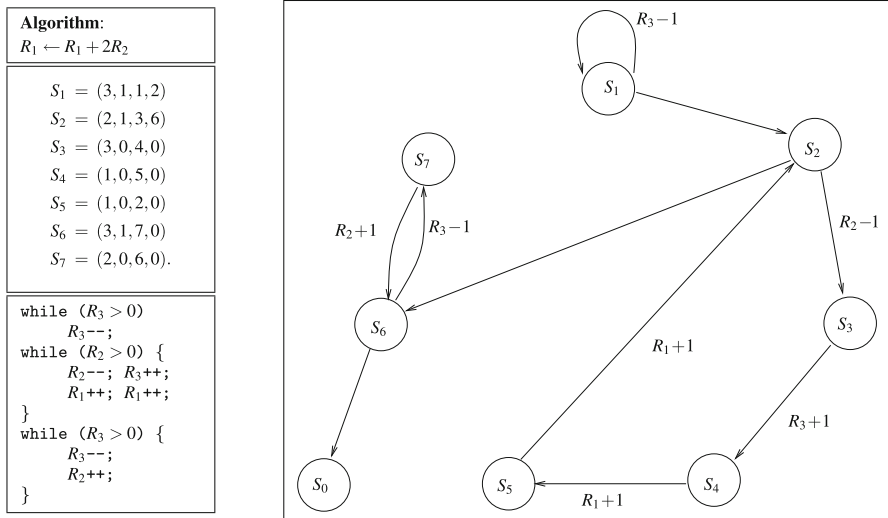 Algorithm:
R₁ ← R₁ + 2R₂
S₁ = (3,1,1,2)
S₂ = (2,1,3,6)
S₃ = (3,0,4,0)
S₄ = (1,0,5,0)
S₅ = (1,0,2,0)
S₆ = (3,1,7,0)
S₇ = (2,0,6,0).
while (R₃ > 0)
R₃--;
while (R₂ > 0) {
R₂--; R₃++;
R₁++; R₁++;
}
while (R₃ > 0) {
R₃--;
R₂++;
}
R₃−1
S₁
S₂
S₇
R₂+1
R₃−1
R₂−1
S₆
S₃
R₁+1
R₃+1
S₀
S₅
S₄
R₁+1